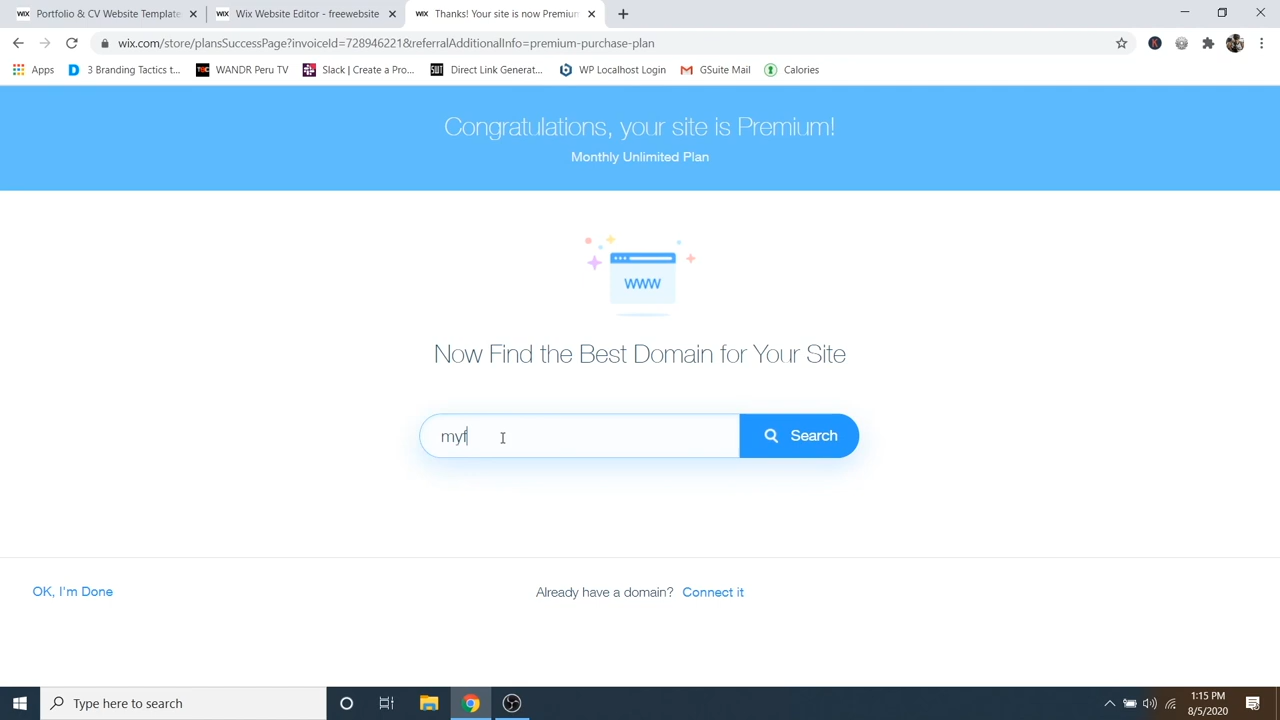 WIX Portfolio & CV Website Template
WIX Wix Website Editor - freewebsite
WIX Thanks! Your site is now Premium
wix.com/store/plansSuccessPage?invoiceId=728946221&referralAdditionalInfo=premium-purchase-plan
K
Apps
D 3 Branding Tactics t...
WANDR Peru TV
Slack | Create a Pro...
SWT Direct Link Generat...
WP Localhost Login
GSuite Mail
Calories
Congratulations, your site is Premium!
Monthly Unlimited Plan
WWW
Now Find the Best Domain for Your Site
myf
Search
OK, I'm Done
Already have a domain? Connect it
Type here to search
1:15 PM
8/5/2020